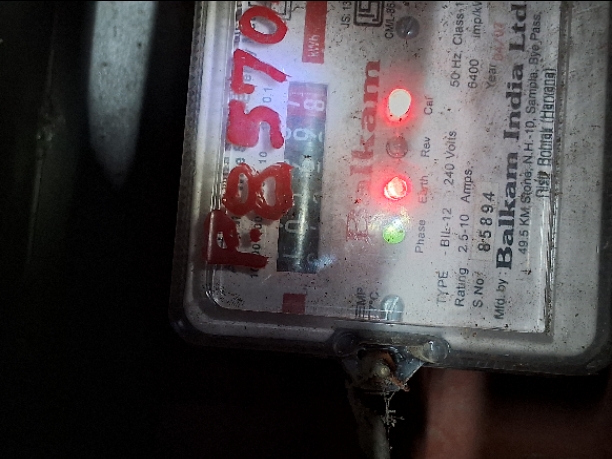 P8570
kWh
Balkam
Phase Earth Rev Cal
TYPE - BIL-12 240 Volts 50 Hz, Class-1
Rating 2.5-10 Amps. 6400 imp/k
S No 85894 Year
Mfd. by: Balkam India Ltd
49.5 KM Stone, N.H.-10, Sampla, Bye Pass,
Distt. Rohtak (Haryana)